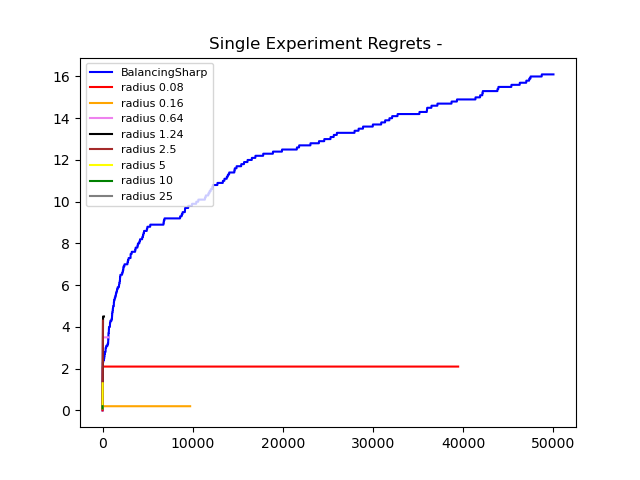 Single Experiment Regrets -
BalancingSharp
radius 0.08
radius 0.16
radius 0.64
radius 1.24
radius 2.5
radius 5
radius 10
radius 25
16
14
12
10
8
6
4
2
0
0 10000 20000 30000 40000 50000